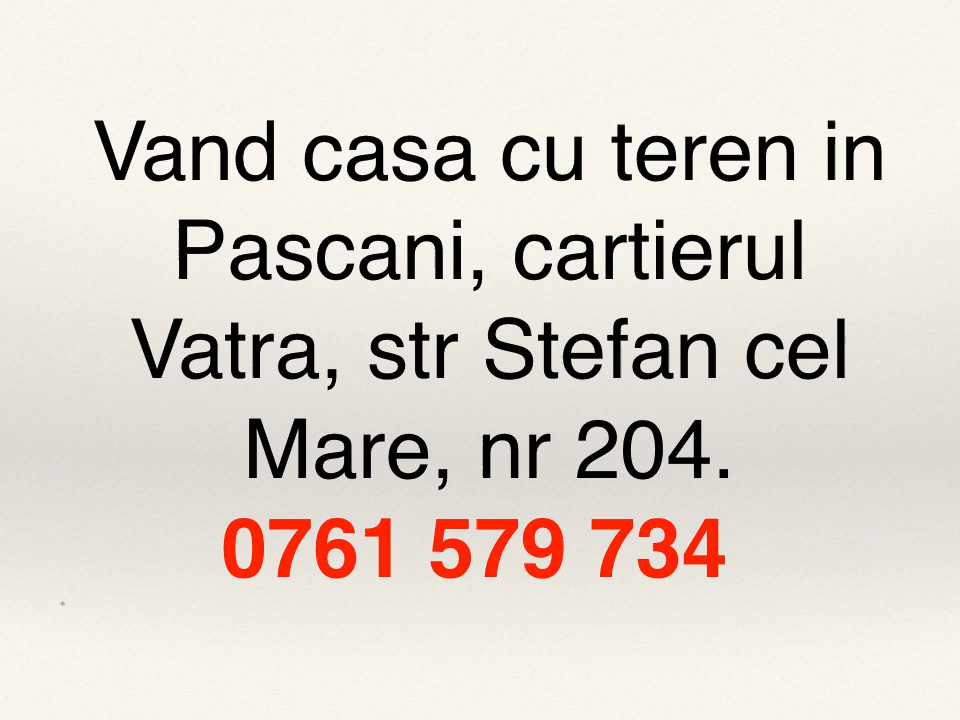 Vand casa cu teren in
Pascani, cartierul
Vatra, str Stefan cel
Mare, nr 204.
0761 579 734